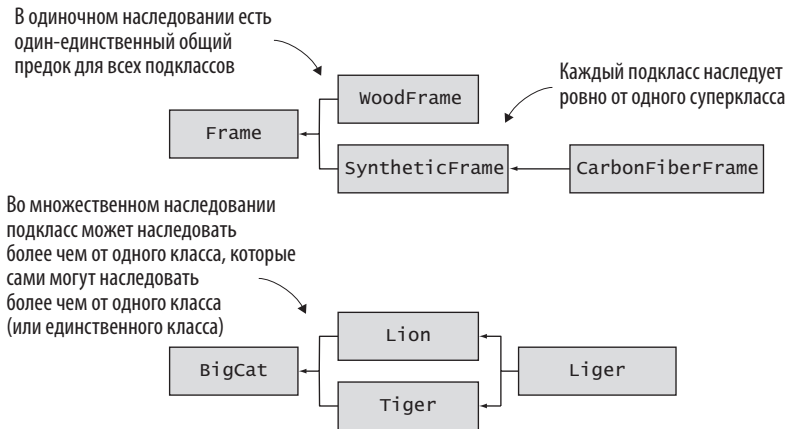 В одиночном наследовании есть
один-единственный общий
предок для всех подклассов
Каждый подкласс наследует
ровно от одного суперкласса
WoodFrame
Frame
SyntheticFrame
CarbonFiberFrame
Во множественном наследовании
подкласс может наследовать
более чем от одного класса, которые
сами могут наследовать
более чем от одного класса
(или единственного класса)
Lion
BigCat
Liger
Tiger